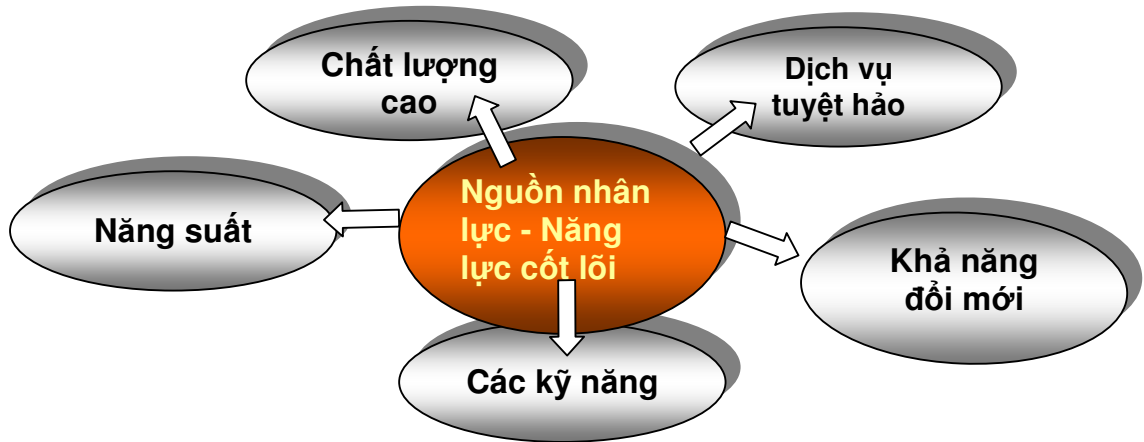 Chất lượng
cao
Dịch vụ
tuyệt hảo
Nguồn nhân
lực - Năng
lực cốt lõi
Năng suất
Khả năng
đổi mới
Các kỹ năng